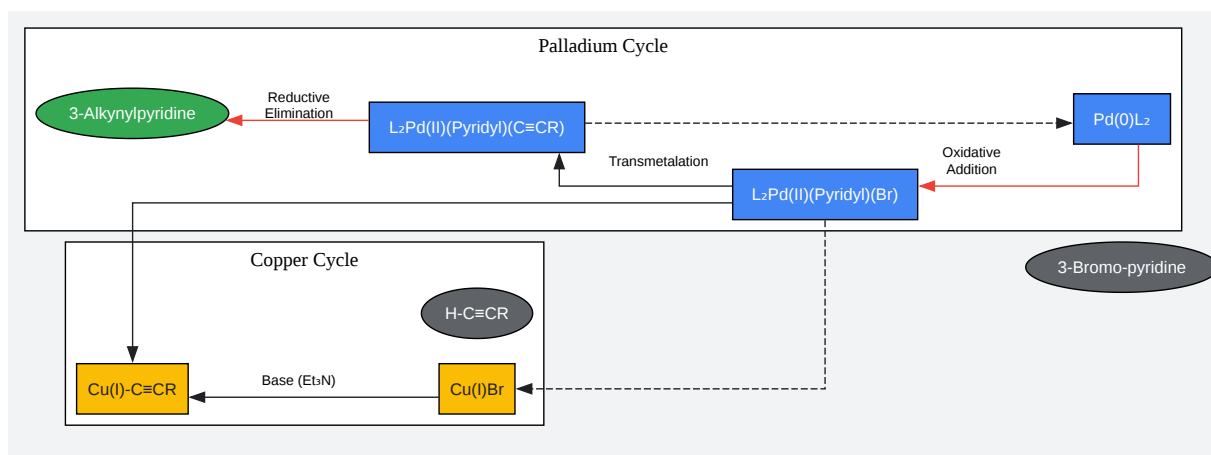 Palladium Cycle
3-Alkynylpyridine
Reductive
Elimination
L₂Pd(II)(Pyridyl)(C≡CR)
Pd(0)L₂
Transmetalation
Oxidative
Addition
L₂Pd(II)(Pyridyl)(Br)
Copper Cycle
3-Bromo-pyridine
H-C≡CR
Cu(I)-C≡CR
Base (Et₃N)
Cu(I)Br